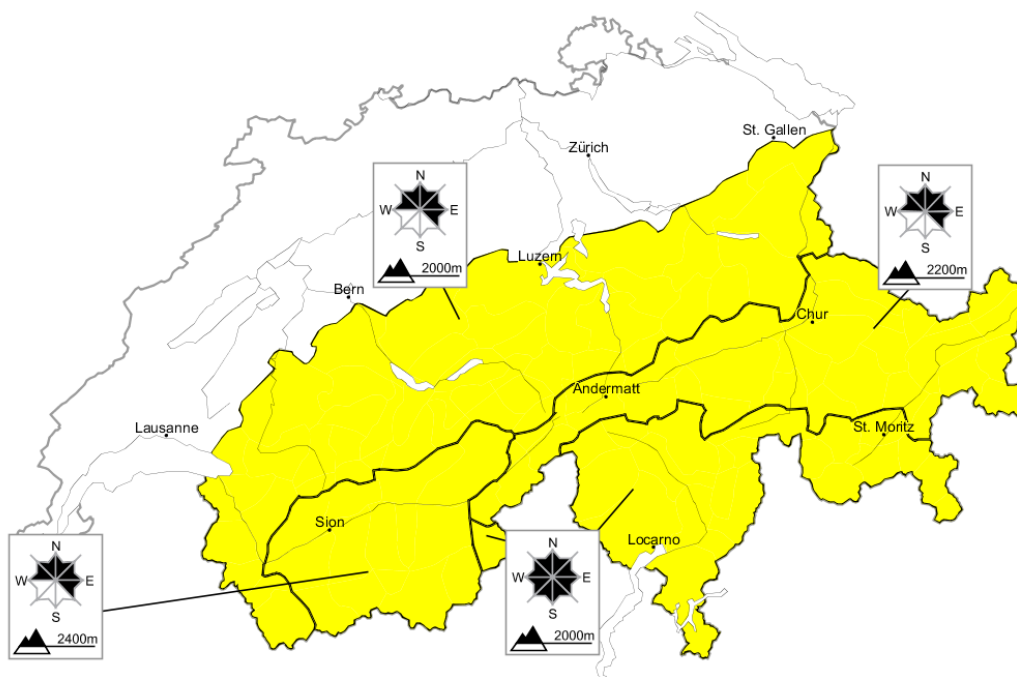 St. Gallen
Zürich
N
W E
S
2000m
N
W E
S
2200m
Luzern
Bern
Chur
Andermatt
Lausanne
St. Moritz
Sion
Locarno
N
W E
S
2400m
N
W E
S
2000m